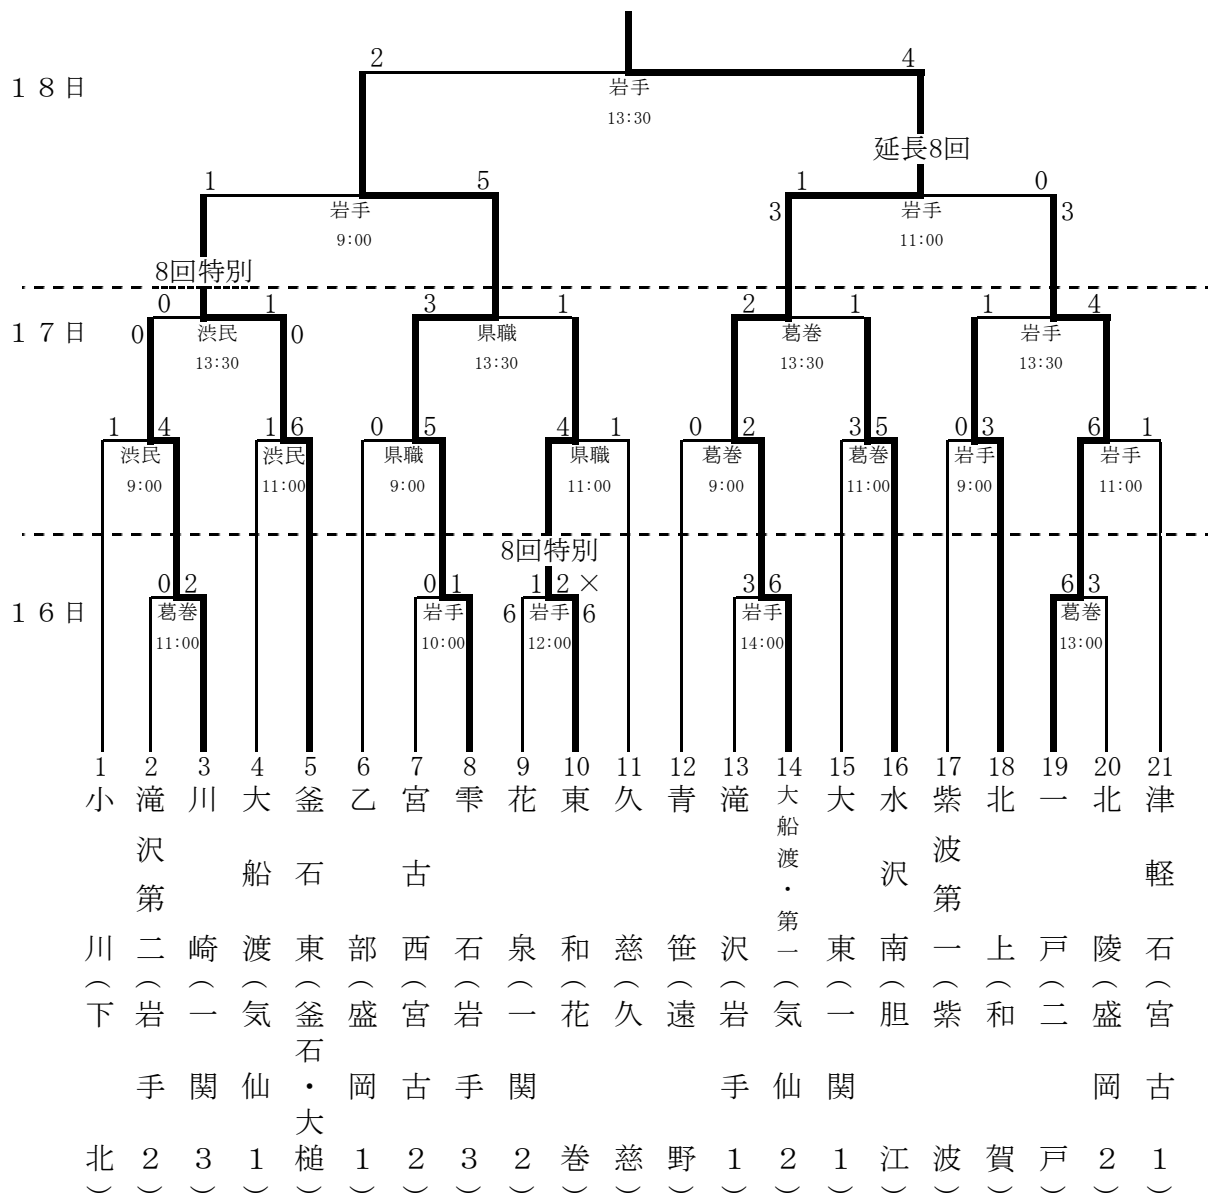 2 4
１８日
岩手
13:30
延長8回
1 5 1 0
岩手 3 岩手 3
9:00 11:00
8回特別
0 1 3 1 2 1 1 4
１７日 0 渋民 0 県職 葛巻 岩手
13:30 13:30 13:30 13:30
1 4 1 6 0 5 4 1 0 2 3 5 0 3 6 1
渋民 渋民 県職 県職 葛巻 葛巻 岩手 岩手
9:00 11:00 9:00 11:00 9:00 11:00 9:00 11:00
8回特別
0 2 0 1 1 2 × 3 6 6 3
１６日 葛巻 岩手 6 岩手 6 岩手 葛巻
11:00 10:00 12:00 14:00 13:00
1 小川（下北）
2 滝沢第二（岩手2）
3 川崎（一関3）
4 大船渡（気仙1）
5 釜石東（釜石・大槌）
6 乙部（盛岡1）
7 宮古西（宮古2）
8 雫石（岩手3）
9 花泉（一関2）
10 東和（花巻）
11 久慈（久慈）
12 青笹（遠野）
13 滝沢（岩手1）
14 大船渡・第一（気仙2）
15 大東（一関1）
16 水沢南（胆江）
17 紫波第一（紫波）
18 北上（和賀）
19 一戸（二戸）
20 北陵（盛岡2）
21 津軽石（宮古1）